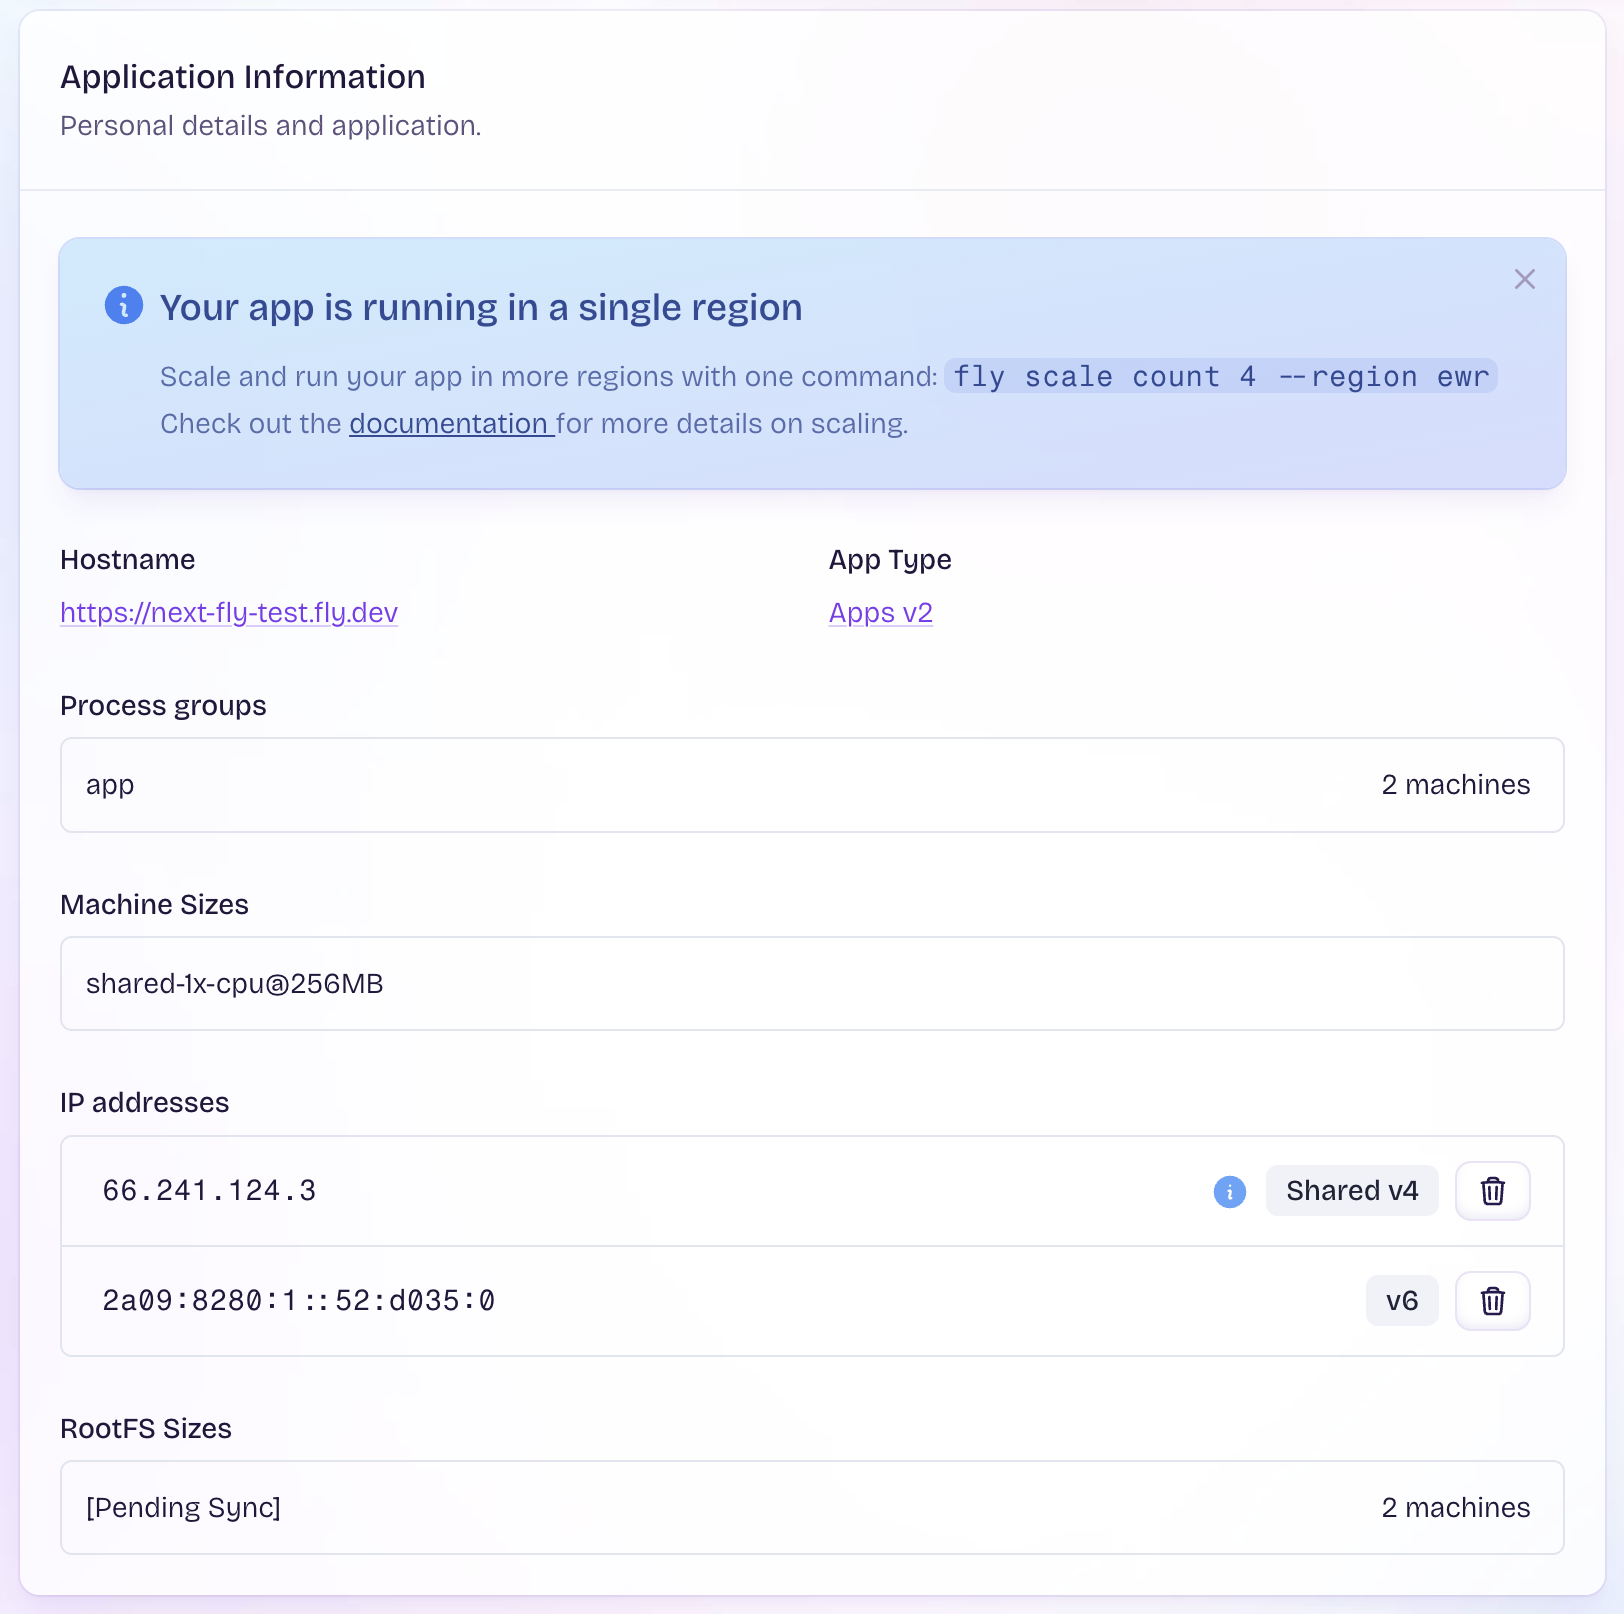 Application Information
Personal details and application.
Your app is running in a single region
Scale and run your app in more regions with one command: fly scale count 4 --region ewr
Check out the documentation for more details on scaling.
Hostname
App Type
https://next-fly-test.fly.dev
Apps v2
Process groups
app
2 machines
Machine Sizes
shared-1x-cpu@256MB
IP addresses
66.241.124.3
Shared v4
2a09:8280:1::52:d035:0
v6
RootFS Sizes
[Pending Sync]
2 machines